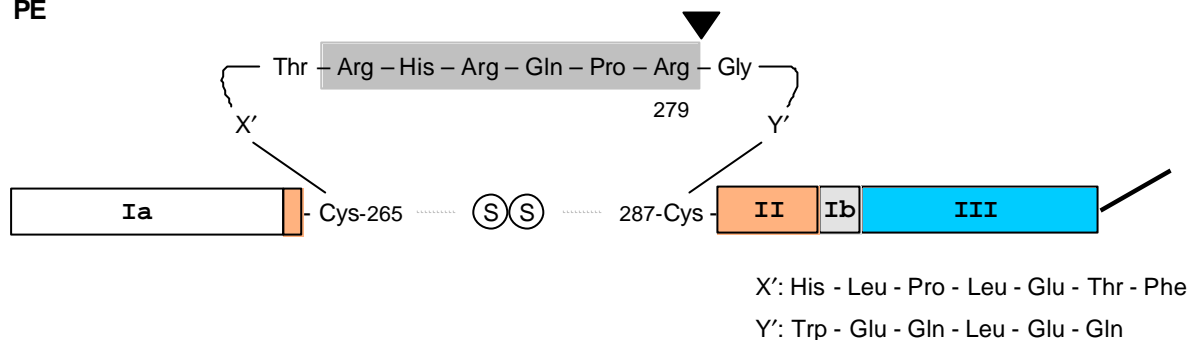 PE
Thr – Arg – His – Arg – Gln – Pro – Arg – Gly
279
X′ Y′
Ia - Cys-265 S S 287-Cys - II Ib III
X′: His - Leu - Pro - Leu - Glu - Thr - Phe
Y′: Trp - Glu - Gln - Leu - Glu - Gln